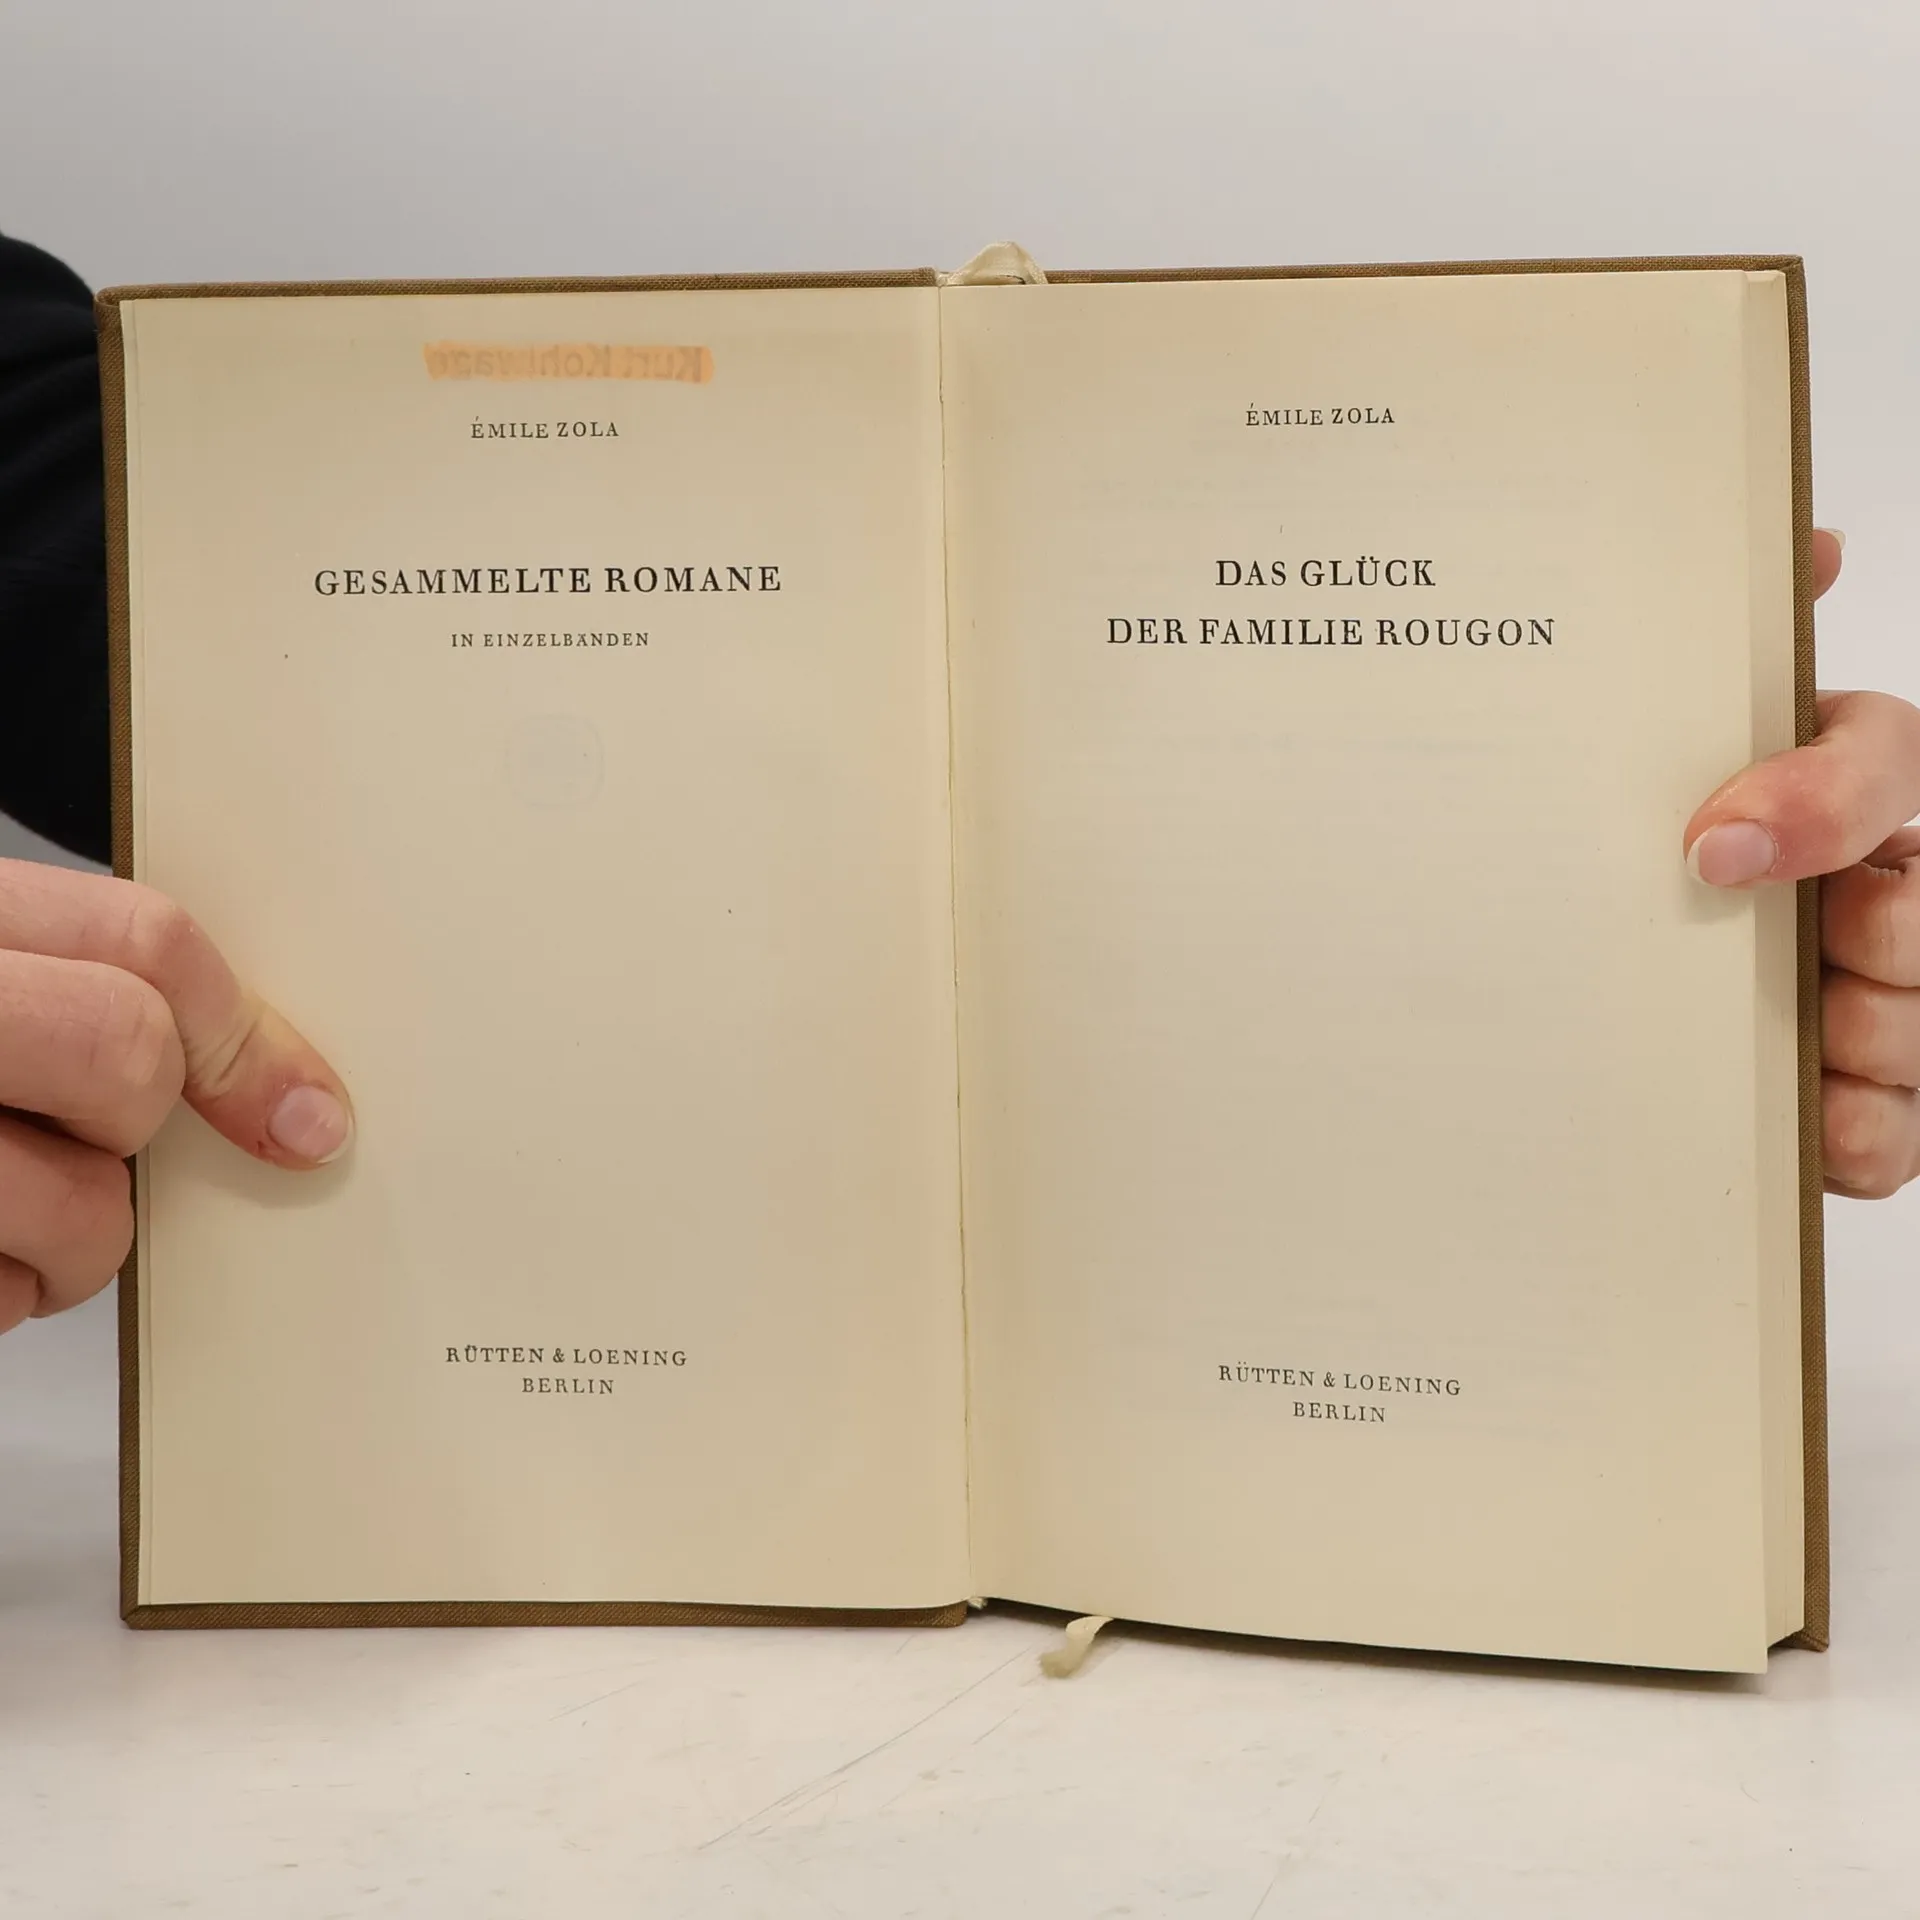 ÉMILE ZOLA
GESAMMELTE ROMANE
IN EINZELBÄNDEN
RÜTTEN & LOENING
BERLIN
ÉMILE ZOLA
DAS GLÜCK
DER FAMILIE ROUGON
RÜTTEN & LOENING
BERLIN